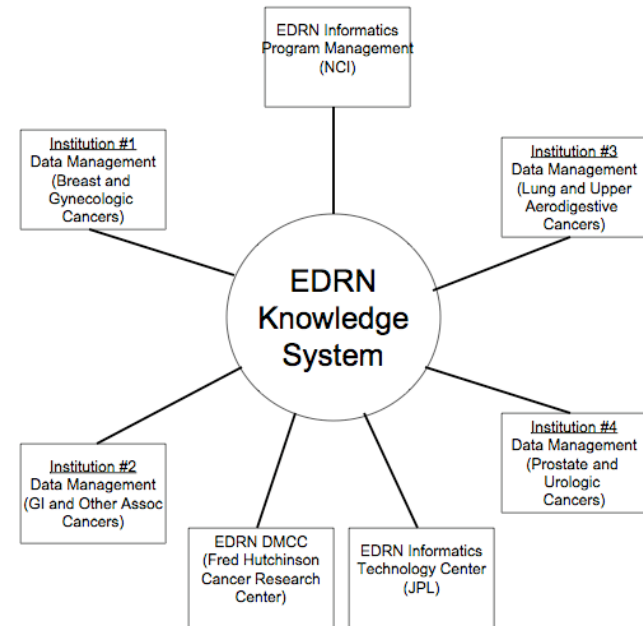 EDRN Informatics
Program Management
(NCI)
Institution #1
Data Management
(Breast and
Gynecologic
Cancers)
Institution #3
Data Management
(Lung and Upper
Aerodigestive
Cancers)
EDRN
Knowledge
System
Institution #2
Data Management
(GI and Other Assoc
Cancers)
Institution #4
Data Management
(Prostate and
Urologic
Cancers)
EDRN DMCC
(Fred Hutchinson
Cancer Research
Center)
EDRN Informatics
Technology Center
(JPL)